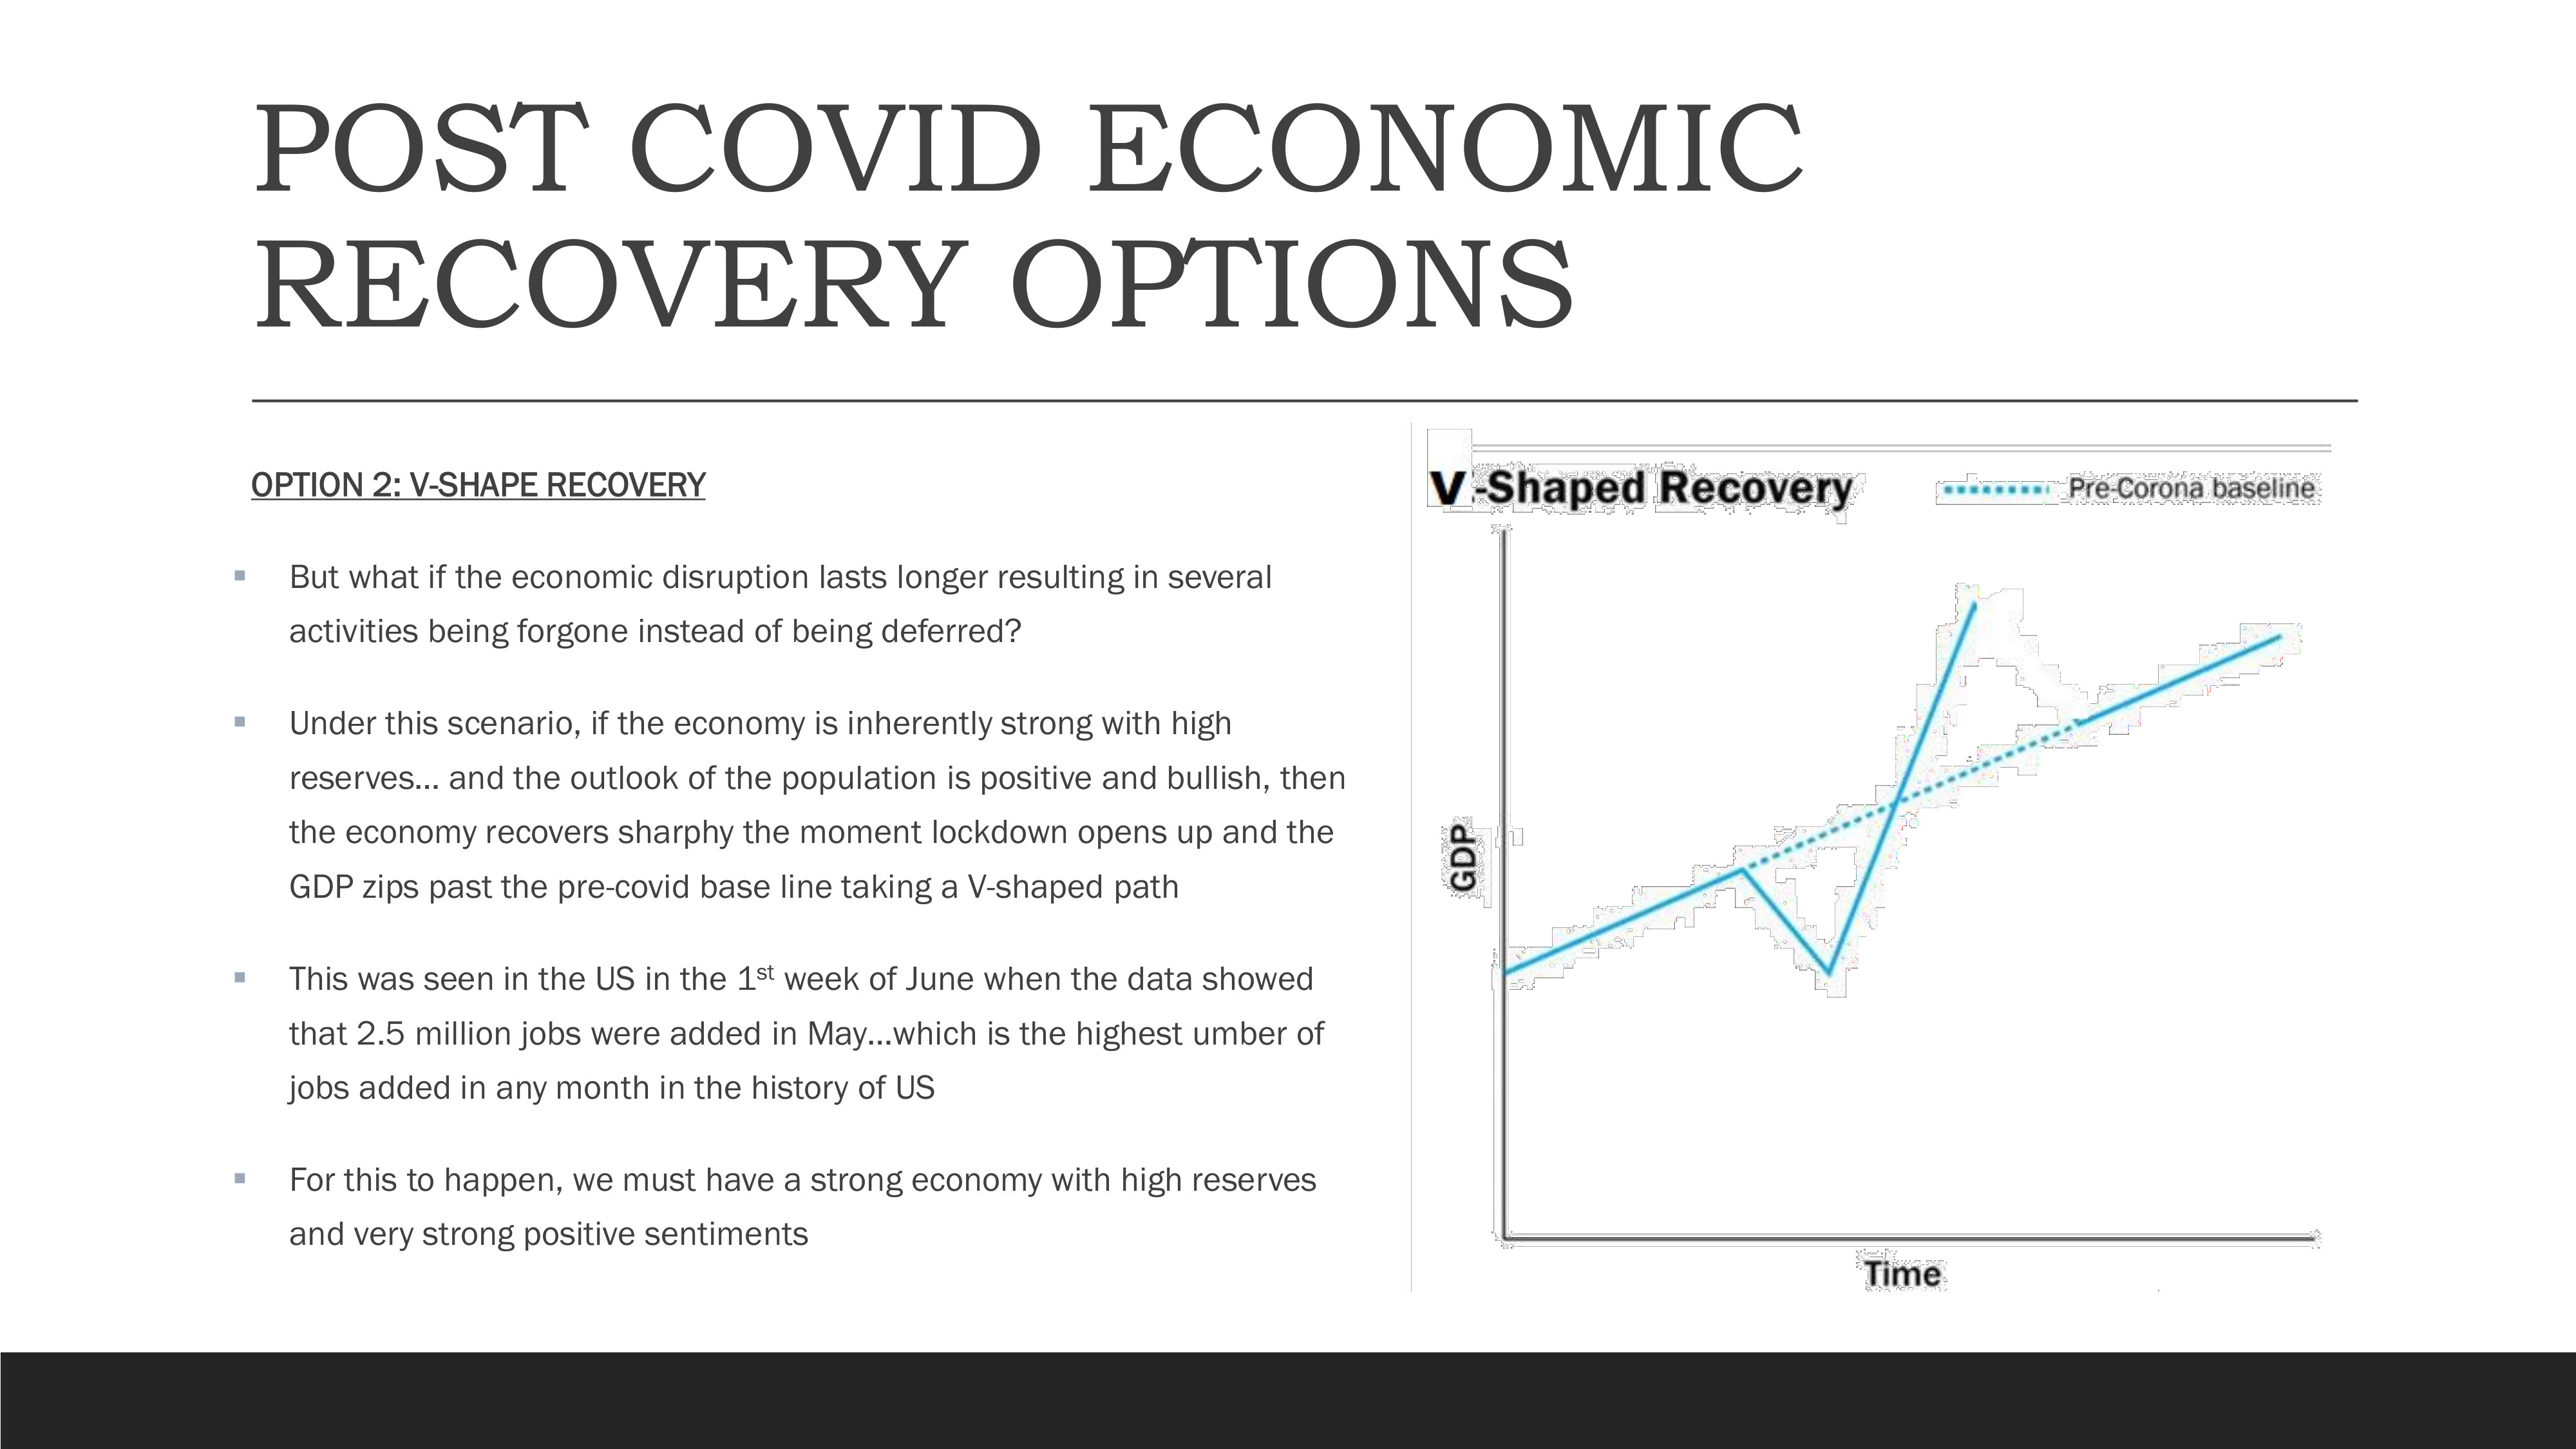 POST COVID ECONOMIC
RECOVERY OPTIONS
OPTION 2: V-SHAPE RECOVERY
But what if the economic disruption lasts longer resulting in several
activities being forgone instead of being deferred?
Under this scenario, if the economy is inherently strong with high
reserves... and the outlook of the population is positive and bullish, then
the economy recovers sharphy the moment lockdown opens up and the
GDP zips past the pre-covid base line taking a V-shaped path
This was seen in the US in the 1st week of June when the data showed
that 2.5 million jobs were added in May...which is the highest umber of
jobs added in any month in the history of US
For this to happen, we must have a strong economy with high reserves
and very strong positive sentiments
V-Shaped Recovery
Pre-Corona baseline
GDP
Time